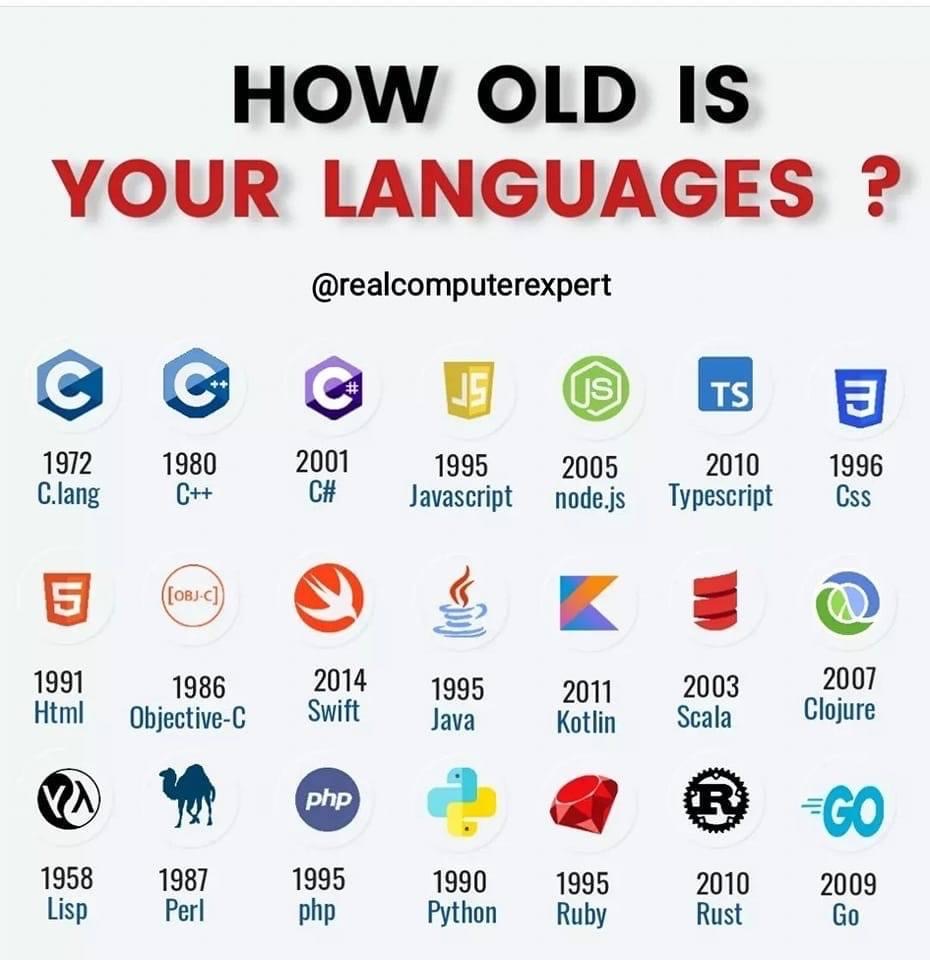 HOW OLD IS
YOUR LANGUAGES ?
@realcomputerexpert
C C++ C# JS JS TS 3
1972 1980 2001 1995 2005 2010 1996
C.lang C++ C# Javascript node.js Typescript Css
5 [OBJ-C]
1991 1986 2014 1995 2011 2003 2007
Html Objective-C Swift Java Kotlin Scala Clojure
php R GO
1958 1987 1995 1990 1995 2010 2009
Lisp Perl php Python Ruby Rust Go